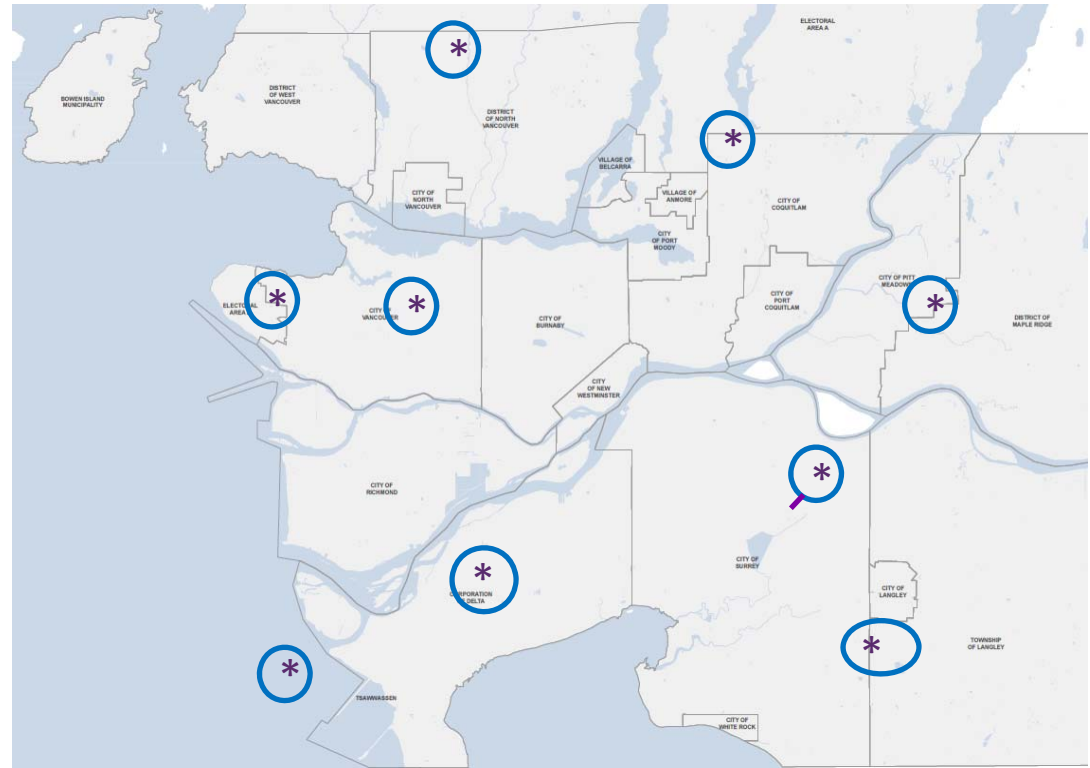 ELECTORAL
AREA A
BOWEN ISLAND
MUNICIPALITY
DISTRICT
OF WEST
VANCOUVER
*
DISTRICT
OF NORTH
VANCOUVER
*
VILLAGE OF
BELCARRA
CITY OF
NORTH
VANCOUVER
VILLAGE OF
ANMORE
CITY OF
COQUITLAM
CITY
OF PORT
MOODY
*
ELECTORAL
*
CITY OF
VANCOUVER
CITY OF
BURNABY
CITY OF
PORT
COQUITLAM
CITY OF PITT
*
DISTRICT OF
MAPLE RIDGE
CITY
OF NEW
WESTMINSTER
CITY OF
RICHMOND
*
*
DELTA
CITY OF
SURREY
CITY OF
LANGLEY
*
TOWNSHIP
OF LANGLEY
*
TSAWWASSEN
CITY OF
WHITE ROCK